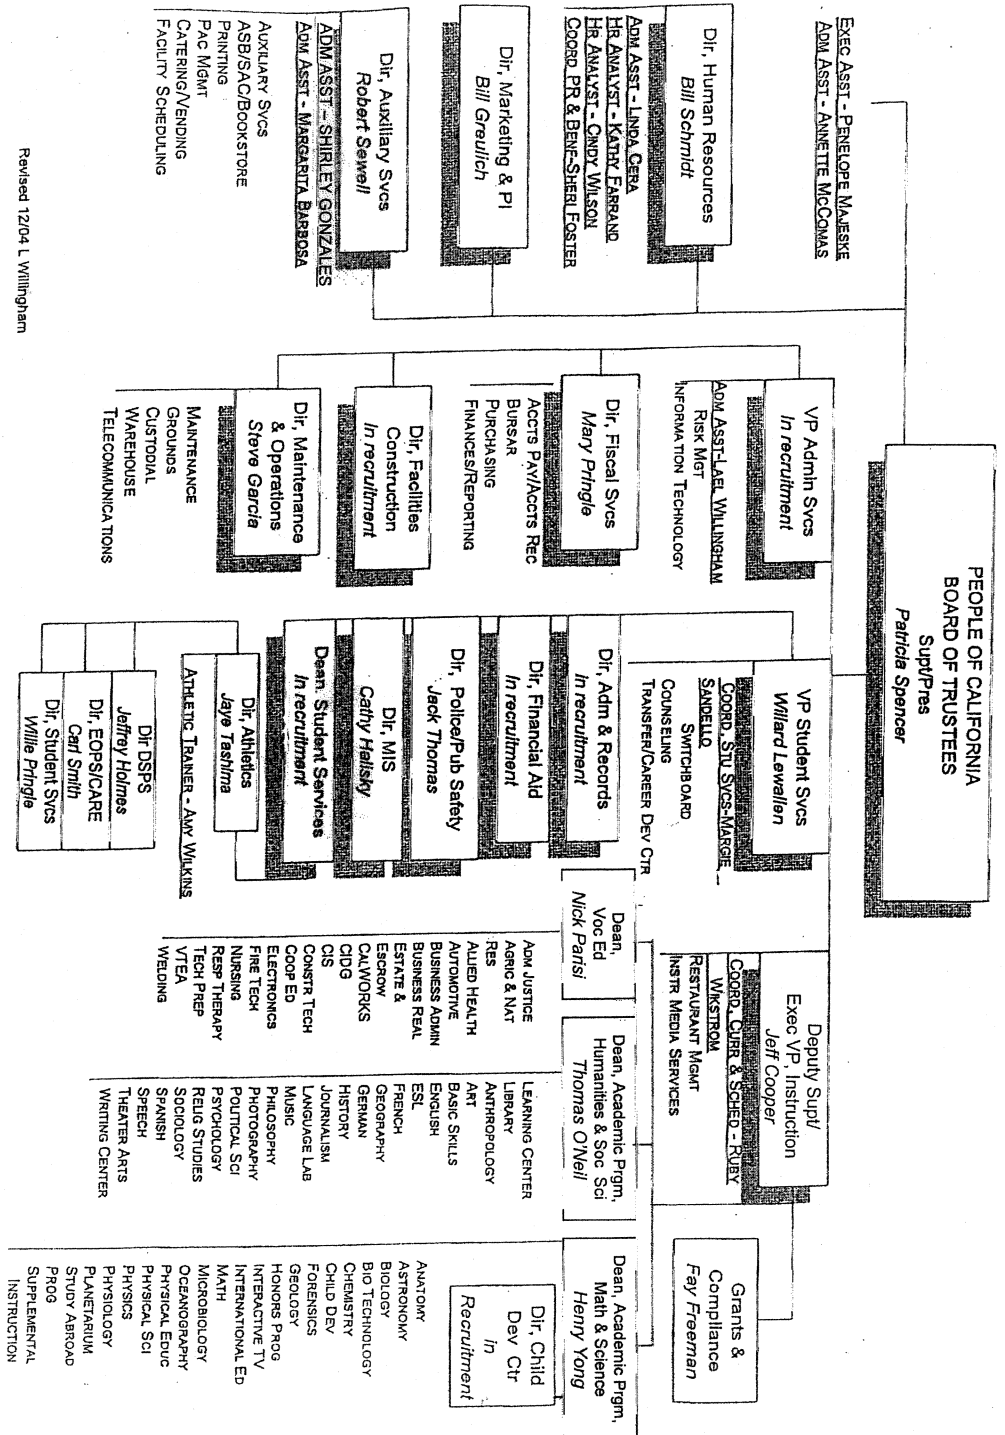 PEOPLE OF CALIFORNIA
BOARD OF TRUSTEES
Supt/Pres
Patricia Spencer
EXEC ASST - PENELOPE MAJESKE
ADM ASST - ANNETTE MCCOMAS
Dir, Human Resources
Bill Schmidt
ADM ASST - LINDA CERA
HR ANALYST - KATHY FARRAND
HR ANALYST - CINDY WILSON
COORD PR & BENF-SHERI FOSTER
Dir, Marketing & PI
Bill Greulich
Dir, Auxiliary Svcs
Robert Sewell
ADM ASST - SHIRLEY GONZALES
ADM ASST - MARGARITA BARBOSA
AUXILIARY SVCS
ASB/SAC/BOOKSTORE
PRINTING
PAC MGMT
CATERING/VENDING
FACILITY SCHEDULING
VP Admin Svcs
In recruitment
ADM ASST-LAEL WILLINGHAM
RISK MGT
INFORMATION TECHNOLOGY
Dir, Fiscal Svcs
Mary Pringle
ACCTS PAY/ACCTS REC
BURSAR
PURCHASING
FINANCES/REPORTING
Dir, Facilities
Construction
In recruitment
Dir, Maintenance
& Operations
Steve Garcia
MAINTENANCE
GROUNDS
CUSTODIAL
WAREHOUSE
TELECOMMUNICATIONS
VP Student Svcs
Willard Lewallen
COORD, STU SVCS-MARGIE
SANDELLO
SWITCHBOARD
COUNSELING
TRANSFER/CAREER DEV CTR
Dir, Adm & Records
In recruitment
Dir, Financial Aid
In recruitment
Dir, Police/Pub Safety
Jack Thomas
Dir, MIS
Cathy Halisky
Dean, Student Services
In recruitment
Dir, Athletics
Jaye Tashima
ATHLETIC TRAINER - AMY WILKINS
Dir DSPS
Jeffrey Holmes
Dir, EOPS/CARE
Carl Smith
Dir, Student Svcs
Willie Pringle
Deputy Supt/
Exec VP, Instruction
Jeff Cooper
COORD, CURR & SCHED - RUBY
WIKSTROM
RESTAURANT MGMT
INSTR MEDIA SERVICES
Grants &
Compliance
Fay Freeman
Dean,
Voc Ed
Nick Parisi
ADM JUSTICE
AGRIC & NAT
RES
ALLIED HEALTH
AUTOMOTIVE
BUSINESS ADMIN
BUSINESS REAL
ESTATE &
ESCROW
CALWORKS
CIDG
CIS
CONSTR TECH
COOP ED
ELECTRONICS
FIRE TECH
NURSING
RESP THERAPY
TECH PREP
VTEA
WELDING
Dean, Academic Prgm,
Humanities & Soc Sci
Thomas O'Neil
LEARNING CENTER
LIBRARY
ANTHROPOLOGY
ART
BASIC SKILLS
ENGLISH
ESL
FRENCH
GEOGRAPHY
GERMAN
HISTORY
JOURNALISM
LANGUAGE LAB
MUSIC
PHILOSOPHY
PHOTOGRAPHY
POLITICAL SCI
PSYCHOLOGY
RELIG STUDIES
SOCIOLOGY
SPANISH
SPEECH
THEATER ARTS
WRITING CENTER
Dean, Academic Prgm,
Math & Science
Henry Yong
Dir, Child
Dev Ctr
in
Recruitment
ANATOMY
ASTRONOMY
BIOLOGY
BIO TECHNOLOGY
CHEMISTRY
CHILD DEV
FORENSICS
GEOLOGY
HONORS PROG
INTERACTIVE TV
INTERNATIONAL ED
MATH
MICROBIOLOGY
OCEANOGRAPHY
PHYSICAL EDUC
PHYSICAL SCI
PHYSICS
PHYSIOLOGY
PLANETARIUM
STUDY ABROAD
PROG
SUPPLEMENTAL
INSTRUCTION
Revised 12/04 L Willingham